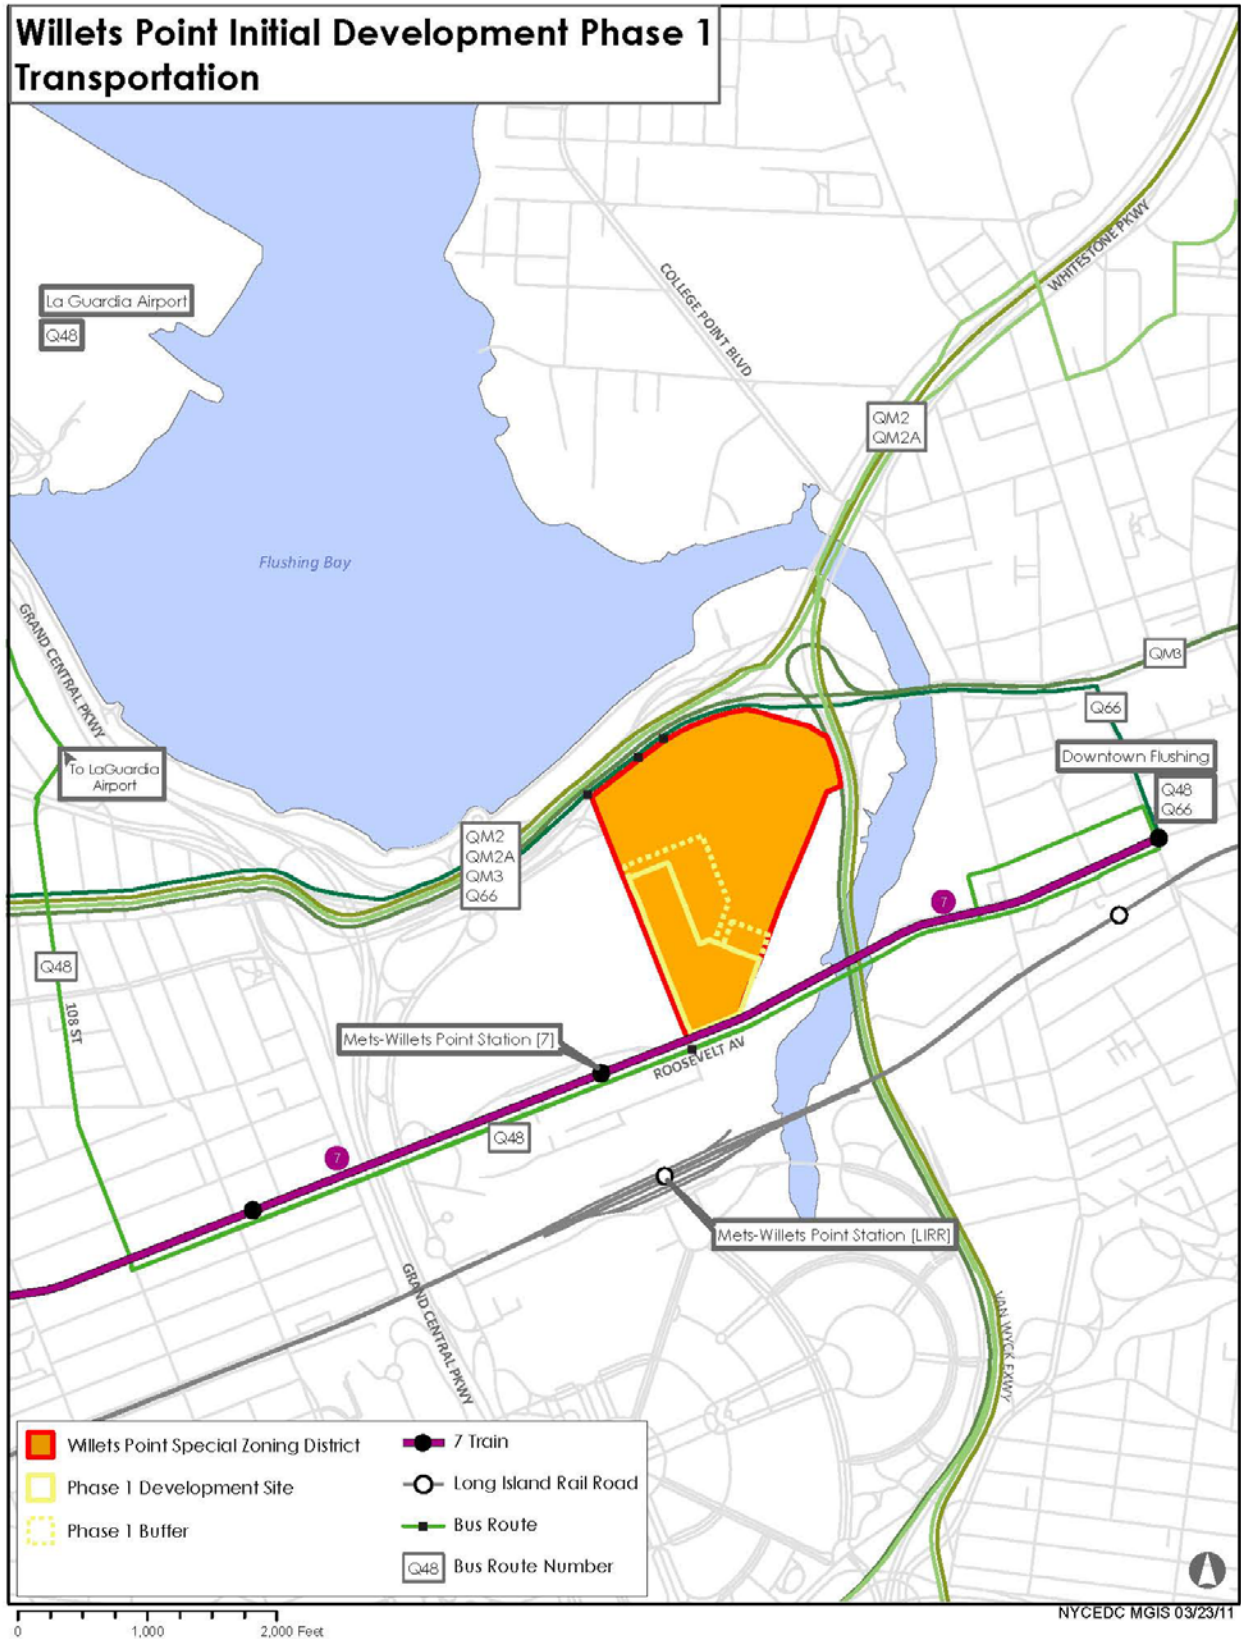 Willets Point Initial Development Phase 1
Transportation
WHITESTONE PKWY
COLLEGE POINT BLVD
La Guardia Airport
Q48
QM2
QM2A
Flushing Bay
GRAND CENTRAL PKWY
QM3
Q66
Downtown Flushing
Q48
Q66
To LaGuardia
Airport
QM2
QM2A
QM3
Q66
7
Q48
108 ST
Mets-Willets Point Station [7]
ROOSEVELT AV
Q48
7
Mets-Willets Point Station [LIRR]
GRAND CENTRAL PKWY
VAN WYCK EXWY
Willets Point Special Zoning District
Phase 1 Development Site
Phase 1 Buffer
7 Train
Long Island Rail Road
Bus Route
Q48 Bus Route Number
NYCEDC MGIS 03/23/11
0 1,000 2,000 Feet